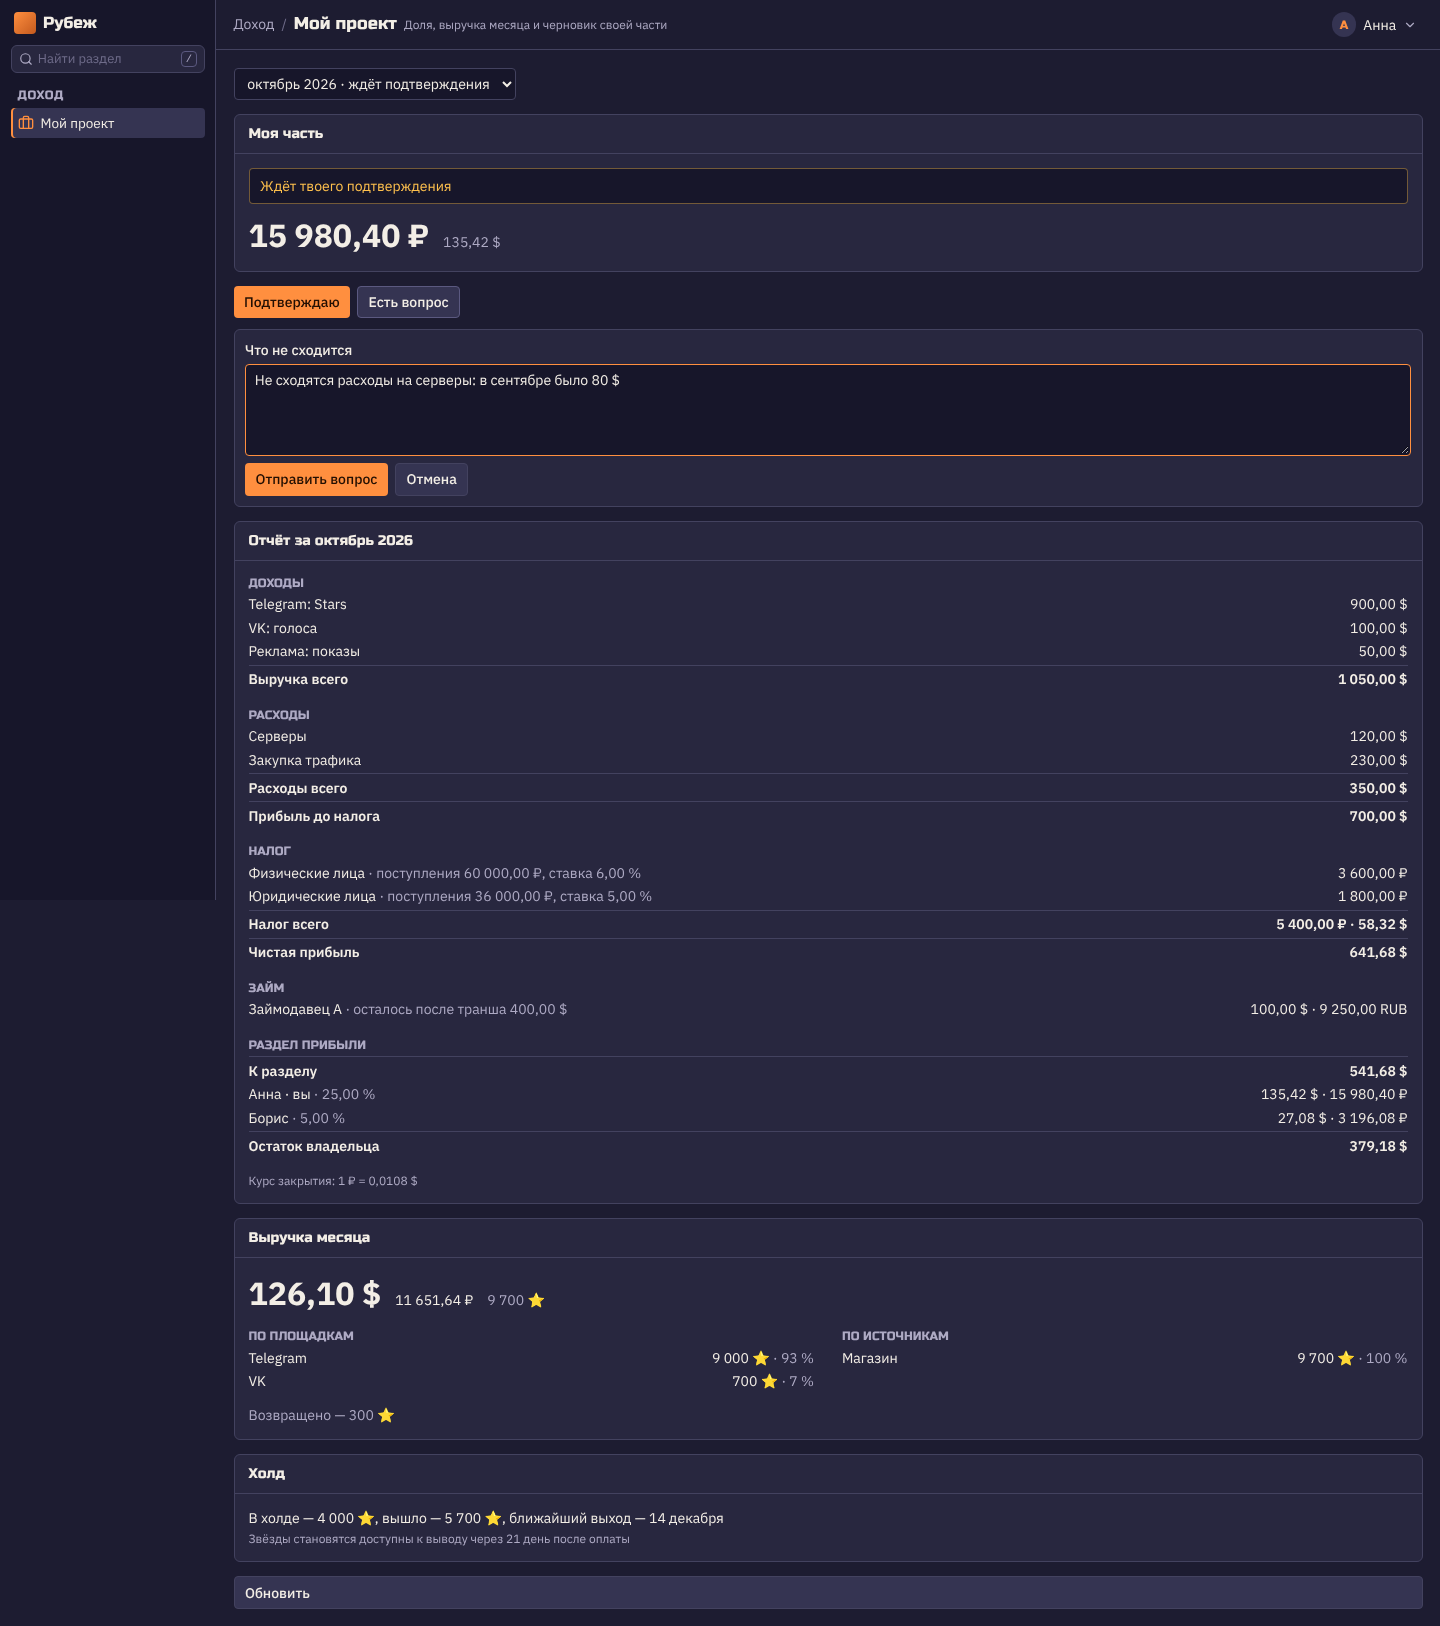 Рубеж
Найти раздел /
ДОХОД
Мой проект
Доход / Мой проект Доля, выручка месяца и черновик своей части
А Анна
октябрь 2026 · ждёт подтверждения
Моя часть
Ждёт твоего подтверждения
15 980,40 ₽ 135,42 $
Подтверждаю Есть вопрос
Что не сходится
Не сходятся расходы на серверы: в сентябре было 80 $
Отправить вопрос Отмена
Отчёт за октябрь 2026
ДОХОДЫ
Telegram: Stars 900,00 $
VK: голоса 100,00 $
Реклама: показы 50,00 $
Выручка всего 1 050,00 $
РАСХОДЫ
Серверы 120,00 $
Закупка трафика 230,00 $
Расходы всего 350,00 $
Прибыль до налога 700,00 $
НАЛОГ
Физические лица · поступления 60 000,00 ₽, ставка 6,00 % 3 600,00 ₽
Юридические лица · поступления 36 000,00 ₽, ставка 5,00 % 1 800,00 ₽
Налог всего 5 400,00 ₽ · 58,32 $
Чистая прибыль 641,68 $
ЗАЙМ
Займодавец А · осталось после транша 400,00 $ 100,00 $ · 9 250,00 RUB
РАЗДЕЛ ПРИБЫЛИ
К разделу 541,68 $
Анна · вы · 25,00 % 135,42 $ · 15 980,40 ₽
Борис · 5,00 % 27,08 $ · 3 196,08 ₽
Остаток владельца 379,18 $
Курс закрытия: 1 ₽ = 0,0108 $
Выручка месяца
126,10 $ 11 651,64 ₽ 9 700 ⭐
ПО ПЛОЩАДКАМ
Telegram 9 000 ⭐ · 93 %
VK 700 ⭐ · 7 %
ПО ИСТОЧНИКАМ
Магазин 9 700 ⭐ · 100 %
Возвращено — 300 ⭐
Холд
В холде — 4 000 ⭐, вышло — 5 700 ⭐, ближайший выход — 14 декабря
Звёзды становятся доступны к выводу через 21 день после оплаты
Обновить